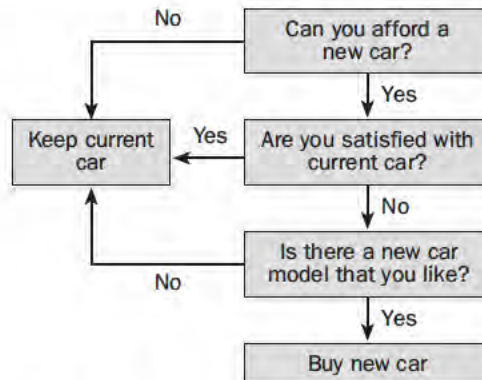 No
Can you afford a
new car?
Yes
Keep current
car
Yes
Are you satisfied with
current car?
No
Is there a new car
model that you like?
No
Yes
Buy new car